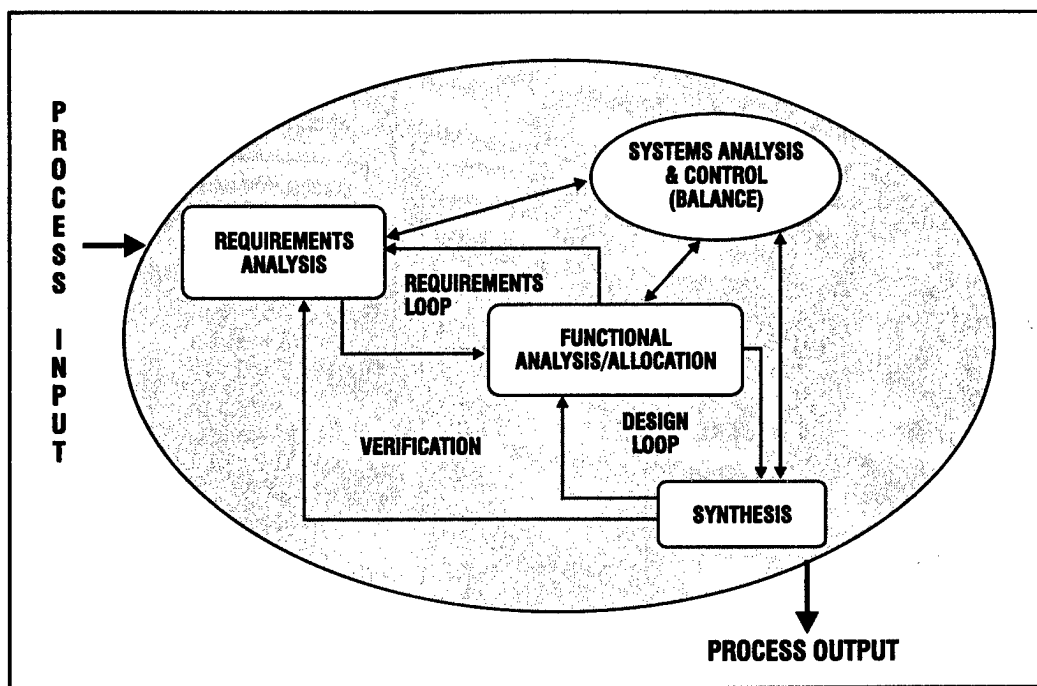 PROCESS INPUT
SYSTEMS ANALYSIS
& CONTROL
(BALANCE)
REQUIREMENTS
ANALYSIS
REQUIREMENTS
LOOP
FUNCTIONAL
ANALYSIS/ALLOCATION
DESIGN
LOOP
VERIFICATION
SYNTHESIS
PROCESS OUTPUT